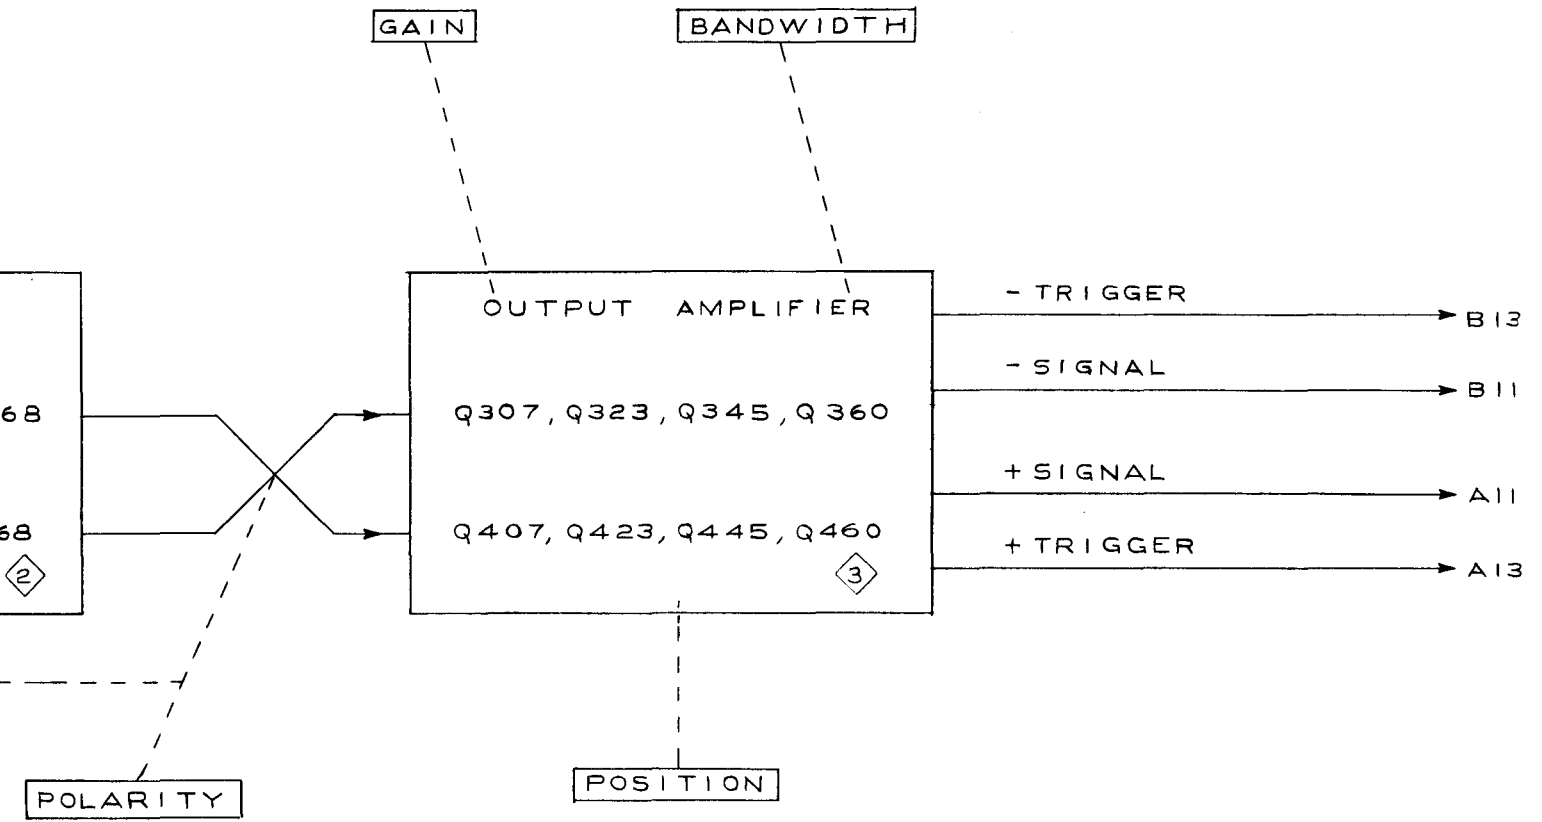 GAIN
BANDWIDTH
OUTPUT AMPLIFIER
- TRIGGER
B13
- SIGNAL
B11
68
Q307, Q323, Q345, Q360
+ SIGNAL
A11
68
Q407, Q423, Q445, Q460
+ TRIGGER
A13
2
3
POLARITY
POSITION